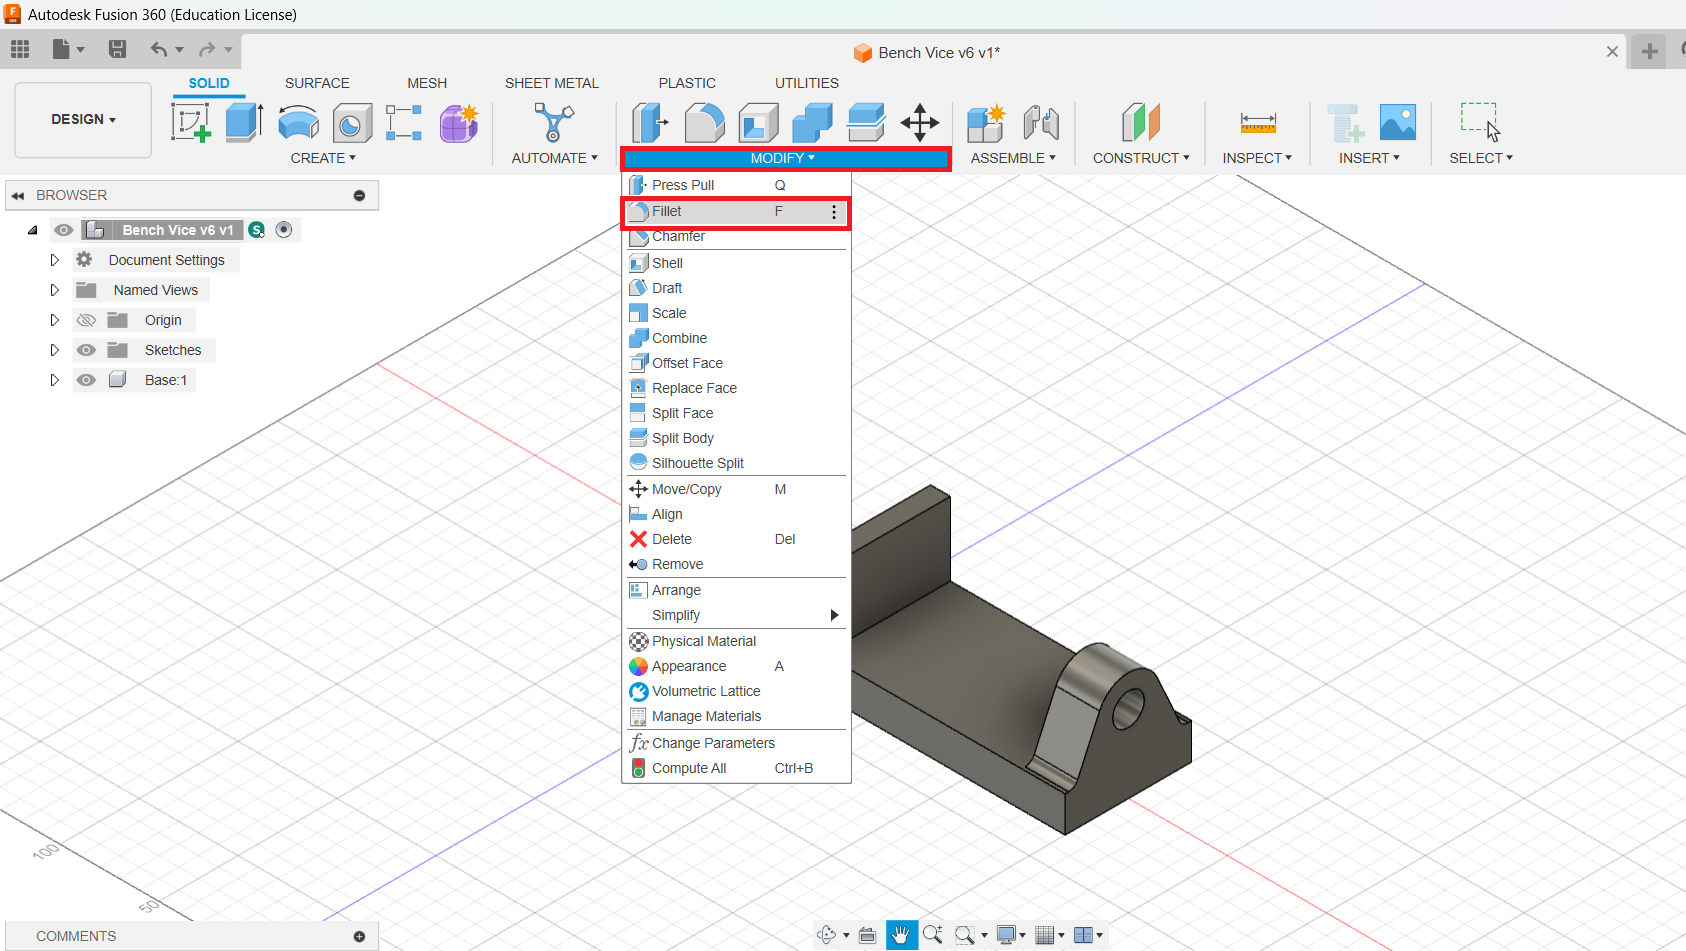 Autodesk Fusion 360 (Education License)
Bench Vice v6 v1*
SOLID SURFACE MESH SHEET METAL PLASTIC UTILITIES
DESIGN
CREATE AUTOMATE MODIFY ASSEMBLE CONSTRUCT INSPECT INSERT SELECT
BROWSER
Bench Vice v6 v1
Document Settings
Named Views
Origin
Sketches
Base:1
Press Pull Q
Fillet F
Chamfer
Shell
Draft
Scale
Combine
Offset Face
Replace Face
Split Face
Split Body
Silhouette Split
Move/Copy M
Align
Delete Del
Remove
Arrange
Simplify
Physical Material
Appearance A
Volumetric Lattice
Manage Materials
Change Parameters
Compute All Ctrl+B
100
50
COMMENTS